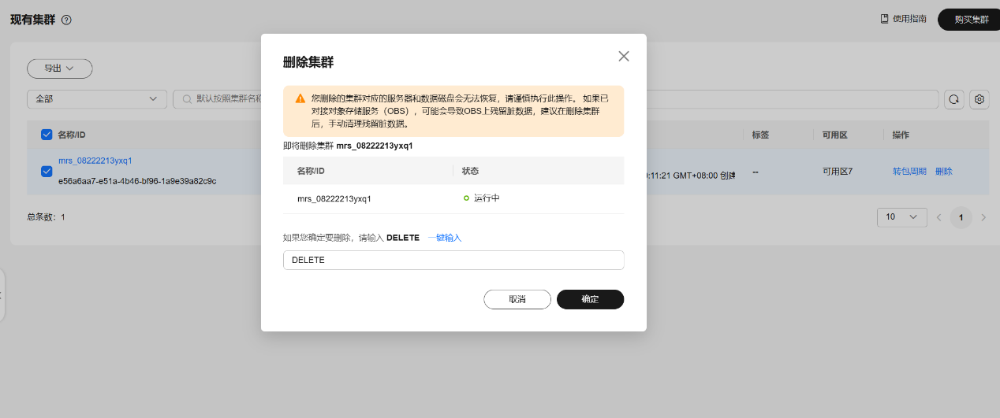 现有集群
使用指南
购买集群
导出
全部
默认按照集群名称
名称/ID
标签
可用区
操作
mrs_08222213yxq1
e56a6aa7-e51a-4b46-bf96-1a9e39a82c9c
:11:21 GMT+08:00 创建
--
可用区7
转包周期 删除
总条数：1
10
1
删除集群
您删除的集群对应的服务器和数据磁盘会无法恢复，请谨慎执行此操作。 如果已
对接对象存储服务（OBS），可能会导致OBS上残留脏数据，建议在删除集群
后，手动清理残留脏数据。
即将删除集群 mrs_08222213yxq1
名称/ID 状态
mrs_08222213yxq1 运行中
如果您确定要删除，请输入 DELETE 一键输入
DELETE
取消 确定